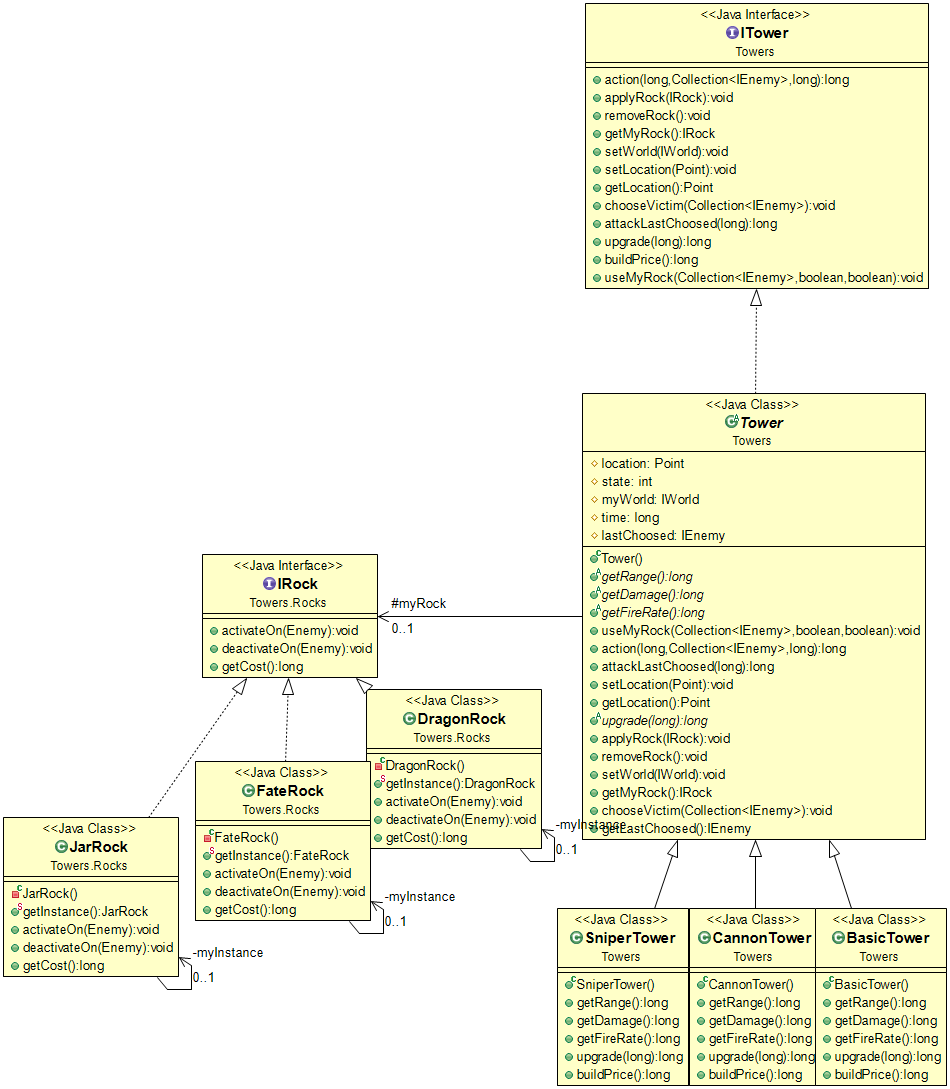 <<Java Interface>>
ITower
Towers
action(long,Collection<IEnemy>,long):long
applyRock(IRock):void
removeRock():void
getMyRock():IRock
setWorld(IWorld):void
setLocation(Point):void
getLocation():Point
chooseVictim(Collection<IEnemy>):void
attackLastChoosed(long):long
upgrade(long):long
buildPrice():long
useMyRock(Collection<IEnemy>,boolean,boolean):void
<<Java Class>>
Tower
Towers
location: Point
state: int
myWorld: IWorld
time: long
lastChoosed: IEnemy
Tower()
getRange():long
getDamage():long
getFireRate():long
useMyRock(Collection<IEnemy>,boolean,boolean):void
action(long,Collection<IEnemy>,long):long
attackLastChoosed(long):long
setLocation(Point):void
getLocation():Point
upgrade(long):long
applyRock(IRock):void
removeRock():void
setWorld(IWorld):void
getMyRock():IRock
chooseVictim(Collection<IEnemy>):void
getLastChoosed():IEnemy
#myRock
0..1
<<Java Interface>>
IRock
Towers.Rocks
activateOn(Enemy):void
deactivateOn(Enemy):void
getCost():long
<<Java Class>>
DragonRock
Towers.Rocks
DragonRock()
getInstance():DragonRock
activateOn(Enemy):void
deactivateOn(Enemy):void
getCost():long
-myInstance
0..1
<<Java Class>>
FateRock
Towers.Rocks
FateRock()
getInstance():FateRock
activateOn(Enemy):void
deactivateOn(Enemy):void
getCost():long
-myInstance
0..1
<<Java Class>>
JarRock
Towers.Rocks
JarRock()
getInstance():JarRock
activateOn(Enemy):void
deactivateOn(Enemy):void
getCost():long
-myInstance
0..1
<<Java Class>>
SniperTower
Towers
SniperTower()
getRange():long
getDamage():long
getFireRate():long
upgrade(long):long
buildPrice():long
<<Java Class>>
CannonTower
Towers
CannonTower()
getRange():long
getDamage():long
getFireRate():long
upgrade(long):long
buildPrice():long
<<Java Class>>
BasicTower
Towers
BasicTower()
getRange():long
getDamage():long
getFireRate():long
upgrade(long):long
buildPrice():long